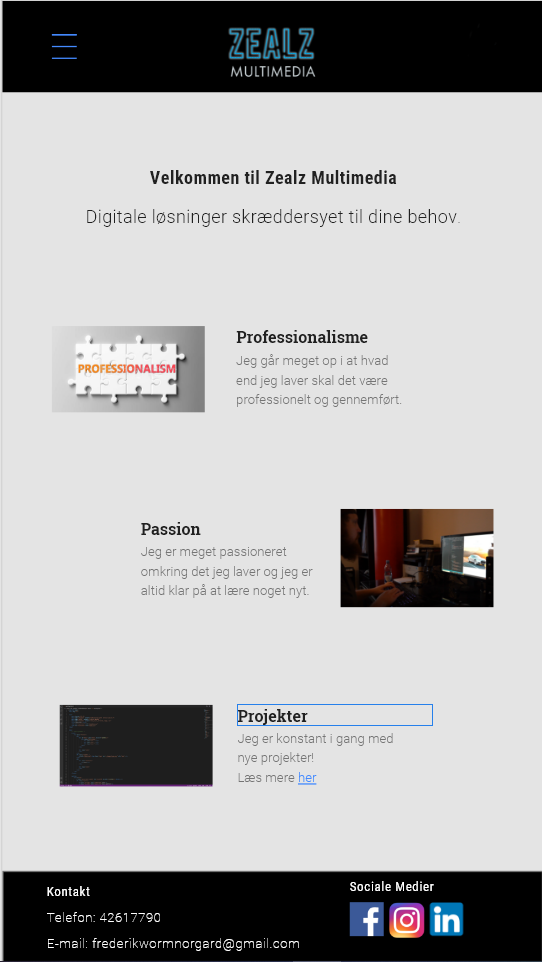 ZEALZ
MULTIMEDIA
Velkommen til Zealz Multimedia
Digitale løsninger skræddersyet til dine behov.
PROFESSIONALISM
Professionalisme
Jeg går meget op i at hvad
end jeg laver skal det være
professionelt og gennemført.
Passion
Jeg er meget passioneret
omkring det jeg laver og jeg er
altid klar på at lære noget nyt.
Projekter
Jeg er konstant i gang med
nye projekter!
Læs mere her
Kontakt
Telefon: 42617790
E-mail: frederikwormnorgard@gmail.com
Sociale Medier
f
in